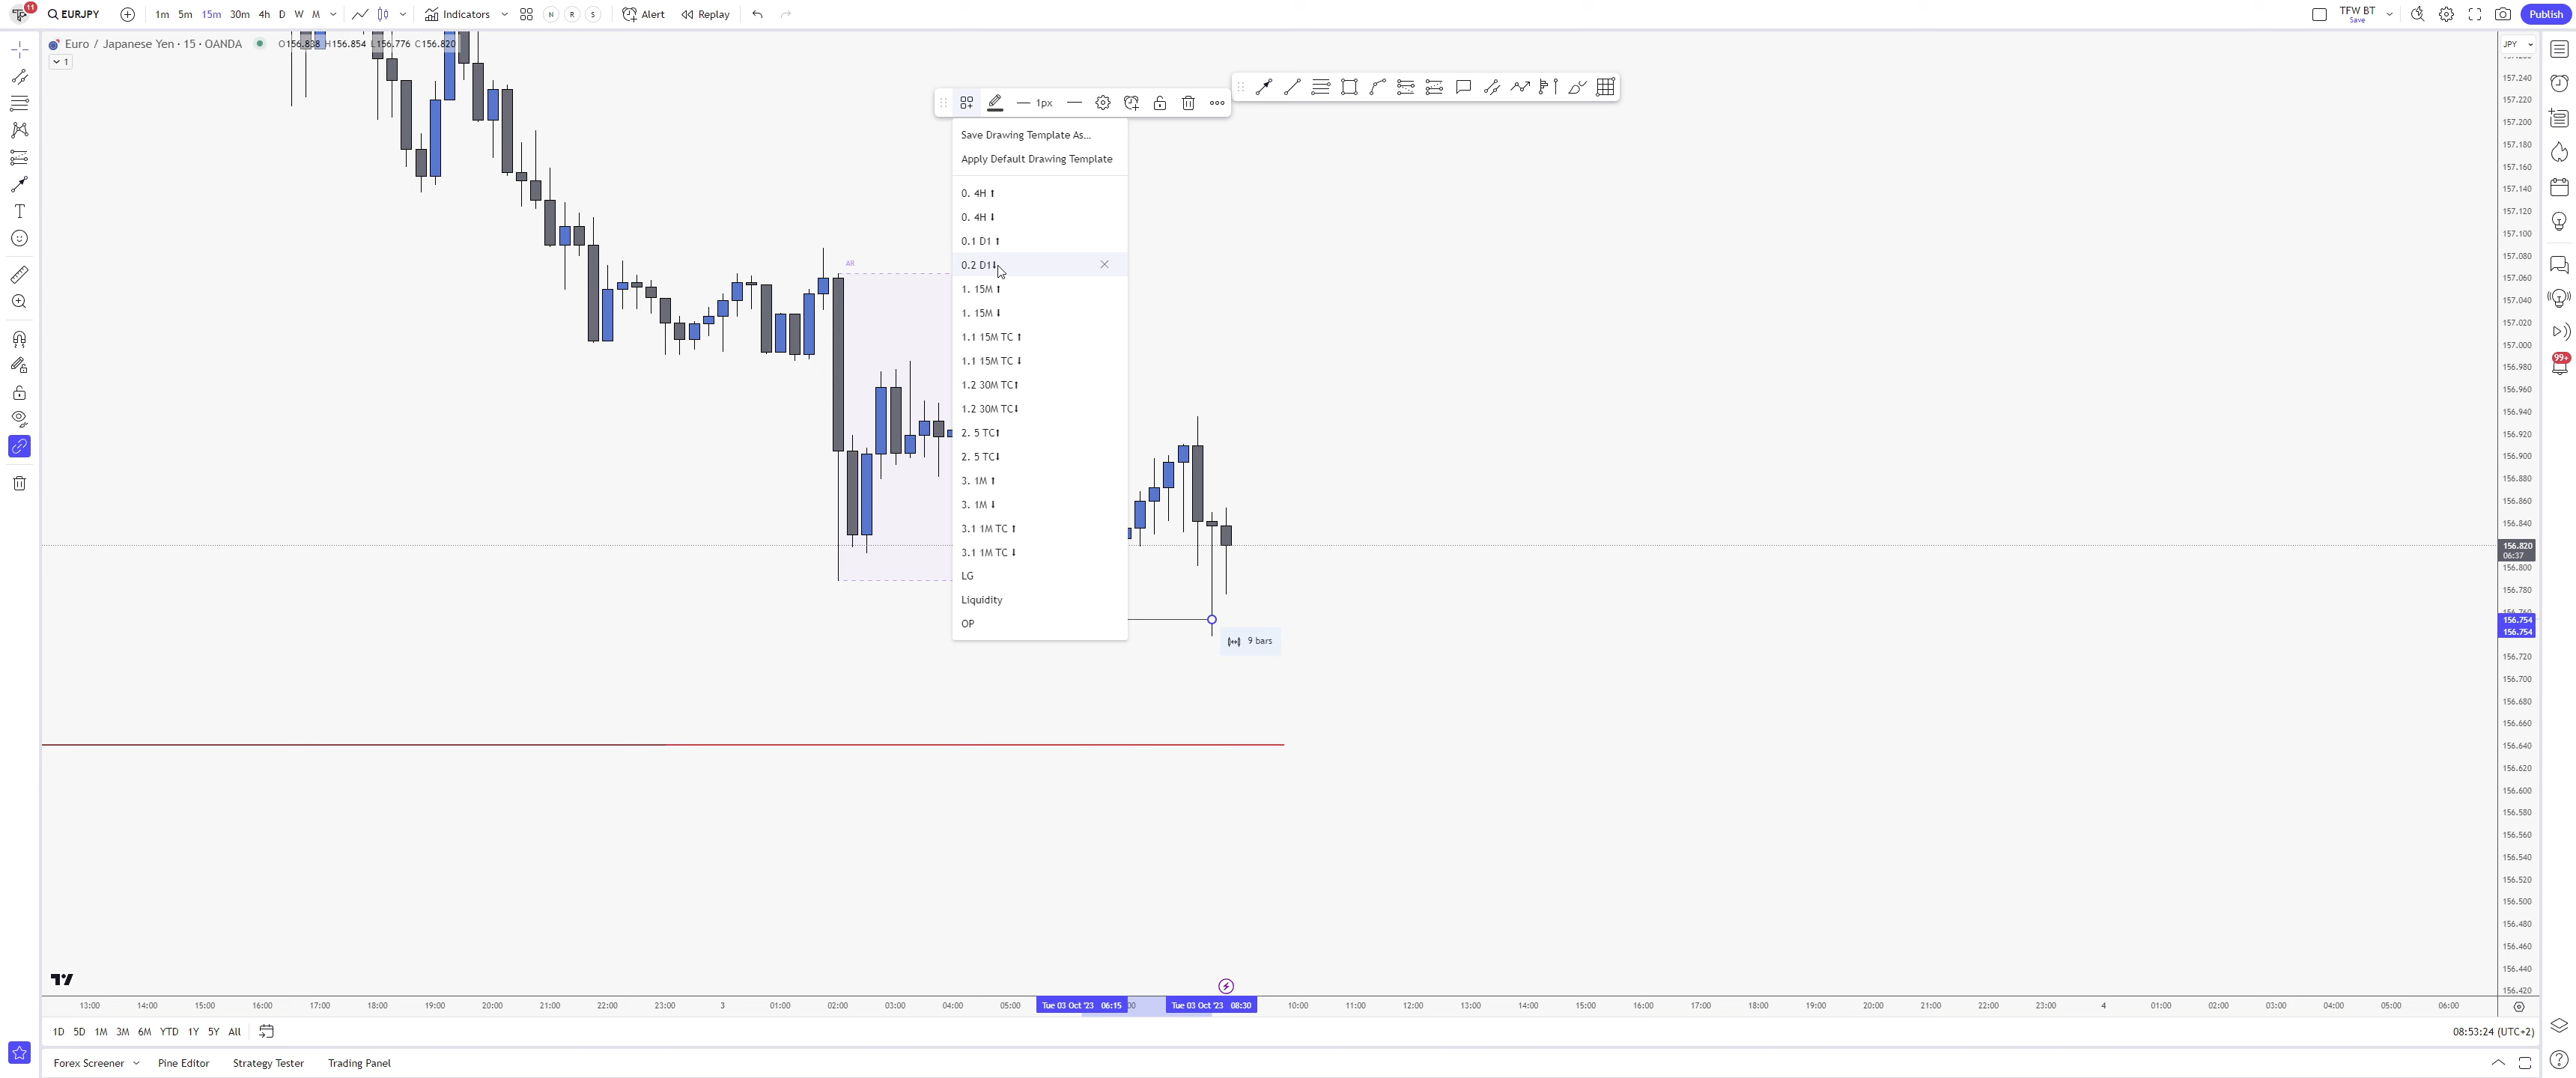 11
EURJPY
1m 5m 15m 30m 4h D W M
Indicators
N R S
Alert
Replay
TFW BT
Save
Publish
Euro / Japanese Yen · 15 · OANDA
O156.838 H156.854 L156.776 C156.820
1
JPY
1px
Save Drawing Template As...
Apply Default Drawing Template
0. 4H ⬆
0. 4H ⬇
0.1 D1 ⬆
0.2 D1⬇
1. 15M ⬆
1. 15M ⬇
1.1 15M TC ⬆
1.1 15M TC ⬇
1.2 30M TC⬆
1.2 30M TC⬇
2. 5 TC⬆
2. 5 TC⬇
3. 1M ⬆
3. 1M ⬇
3.1 1M TC ⬆
3.1 1M TC ⬇
LG
Liquidity
OP
AR
9 bars
157.240
157.220
157.200
157.180
157.160
157.140
157.120
157.100
157.080
157.060
157.040
157.020
157.000
156.980
156.960
156.940
156.920
156.900
156.880
156.860
156.840
156.820
06:37
156.800
156.780
156.754
156.754
156.720
156.700
156.680
156.660
156.640
156.620
156.600
156.580
156.560
156.540
156.520
156.500
156.480
156.460
156.440
156.420
99+
13:00 14:00 15:00 16:00 17:00 18:00 19:00 20:00 21:00 22:00 23:00 3 01:00 02:00 03:00 04:00 05:00 Tue 03 Oct '23 06:15 Tue 03 Oct '23 08:30 10:00 11:00 12:00 13:00 14:00 15:00 16:00 17:00 18:00 19:00 20:00 21:00 22:00 23:00 4 01:00 02:00 03:00 04:00 05:00 06:00
1D 5D 1M 3M 6M YTD 1Y 5Y All
08:53:24 (UTC+2)
Forex Screener Pine Editor Strategy Tester Trading Panel